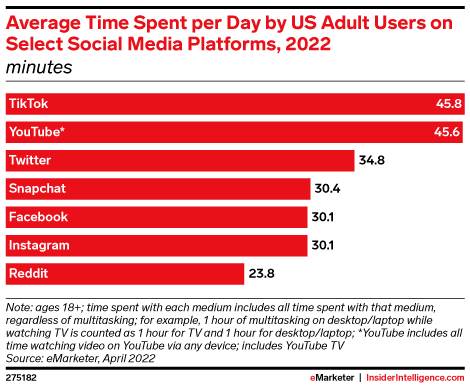 Average Time Spent per Day by US Adult Users on
Select Social Media Platforms, 2022
minutes
TikTok 45.8
YouTube* 45.6
Twitter 34.8
Snapchat 30.4
Facebook 30.1
Instagram 30.1
Reddit 23.8
Note: ages 18+; time spent with each medium includes all time spent with that medium,
regardless of multitasking; for example, 1 hour of multitasking on desktop/laptop while
watching TV is counted as 1 hour for TV and 1 hour for desktop/laptop; *YouTube includes all
time watching video on YouTube via any device; includes YouTube TV
Source: eMarketer, April 2022
275182 eMarketer | InsiderIntelligence.com